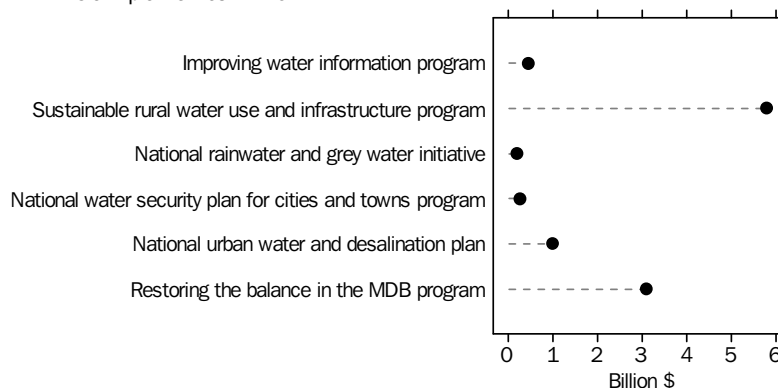 Improving water information program
Sustainable rural water use and infrastructure program
National rainwater and grey water initiative
National water security plan for cities and towns program
National urban water and desalination plan
Restoring the balance in the MDB program
0 1 2 3 4 5 6
Billion $